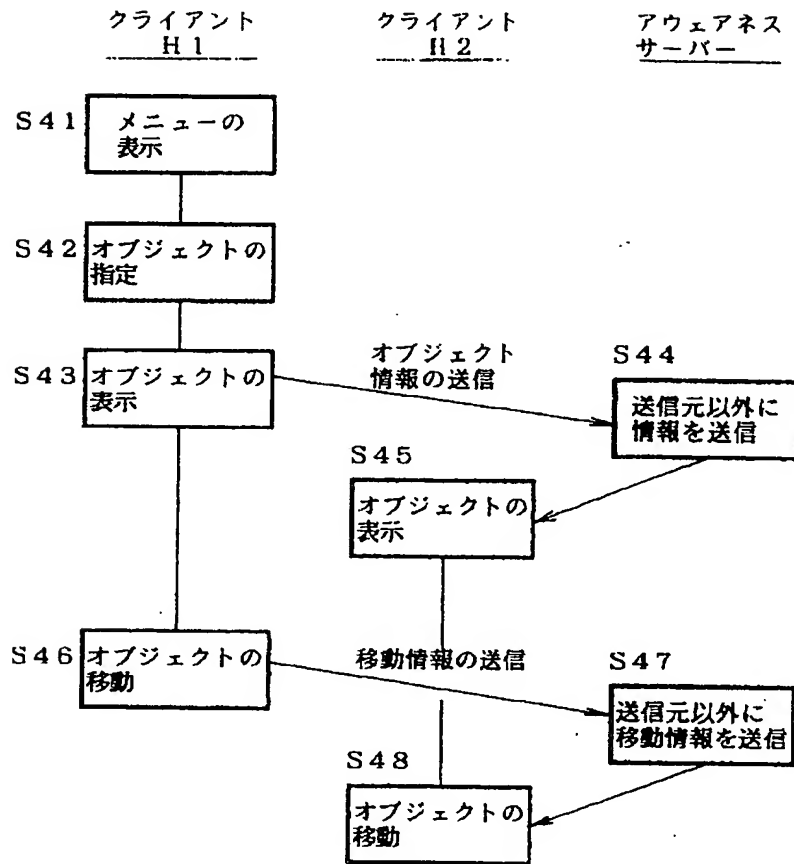 クライアント
H1
クライアント
H2
アウェアネス
サーバー
S41
メニューの
表示
S42
オブジェクトの
指定
S43
オブジェクトの
表示
オブジェクト
情報の送信
S44
送信元以外に
情報を送信
S45
オブジェクトの
表示
S46
オブジェクトの
移動
移動情報の送信
S47
送信元以外に
移動情報を送信
S48
オブジェクトの
移動